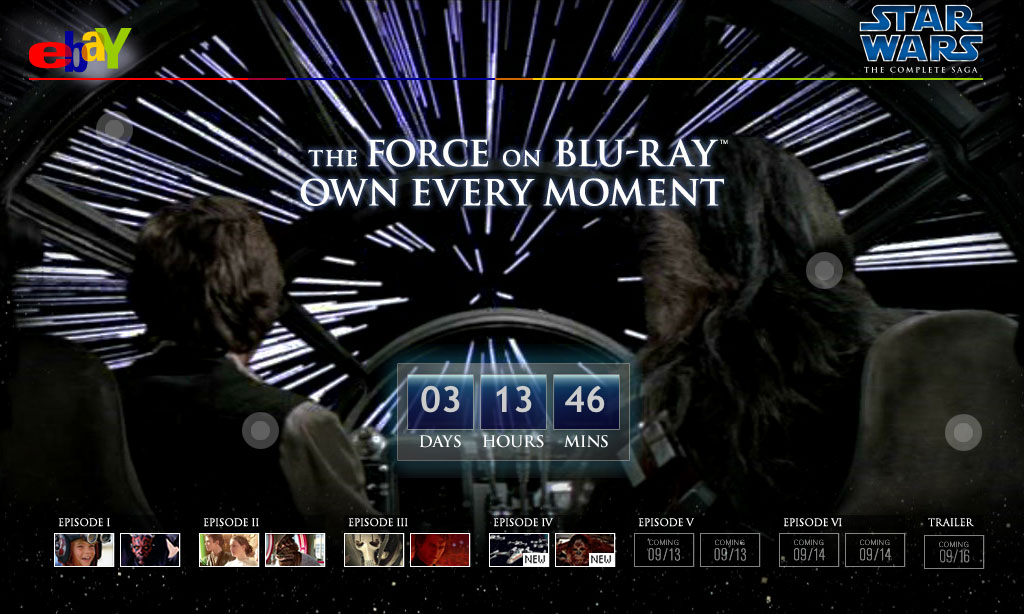 ebay
STAR
WARS
THE COMPLETE SAGA
THE FORCE ON BLU-RAY™
OWN EVERY MOMENT
03 13 46
DAYS HOURS MINS
EPISODE I EPISODE II EPISODE III EPISODE IV EPISODE V EPISODE VI TRAILER
NEW NEW
COMING COMING COMING COMING COMING
09/13 09/13 09/14 09/14 09/16